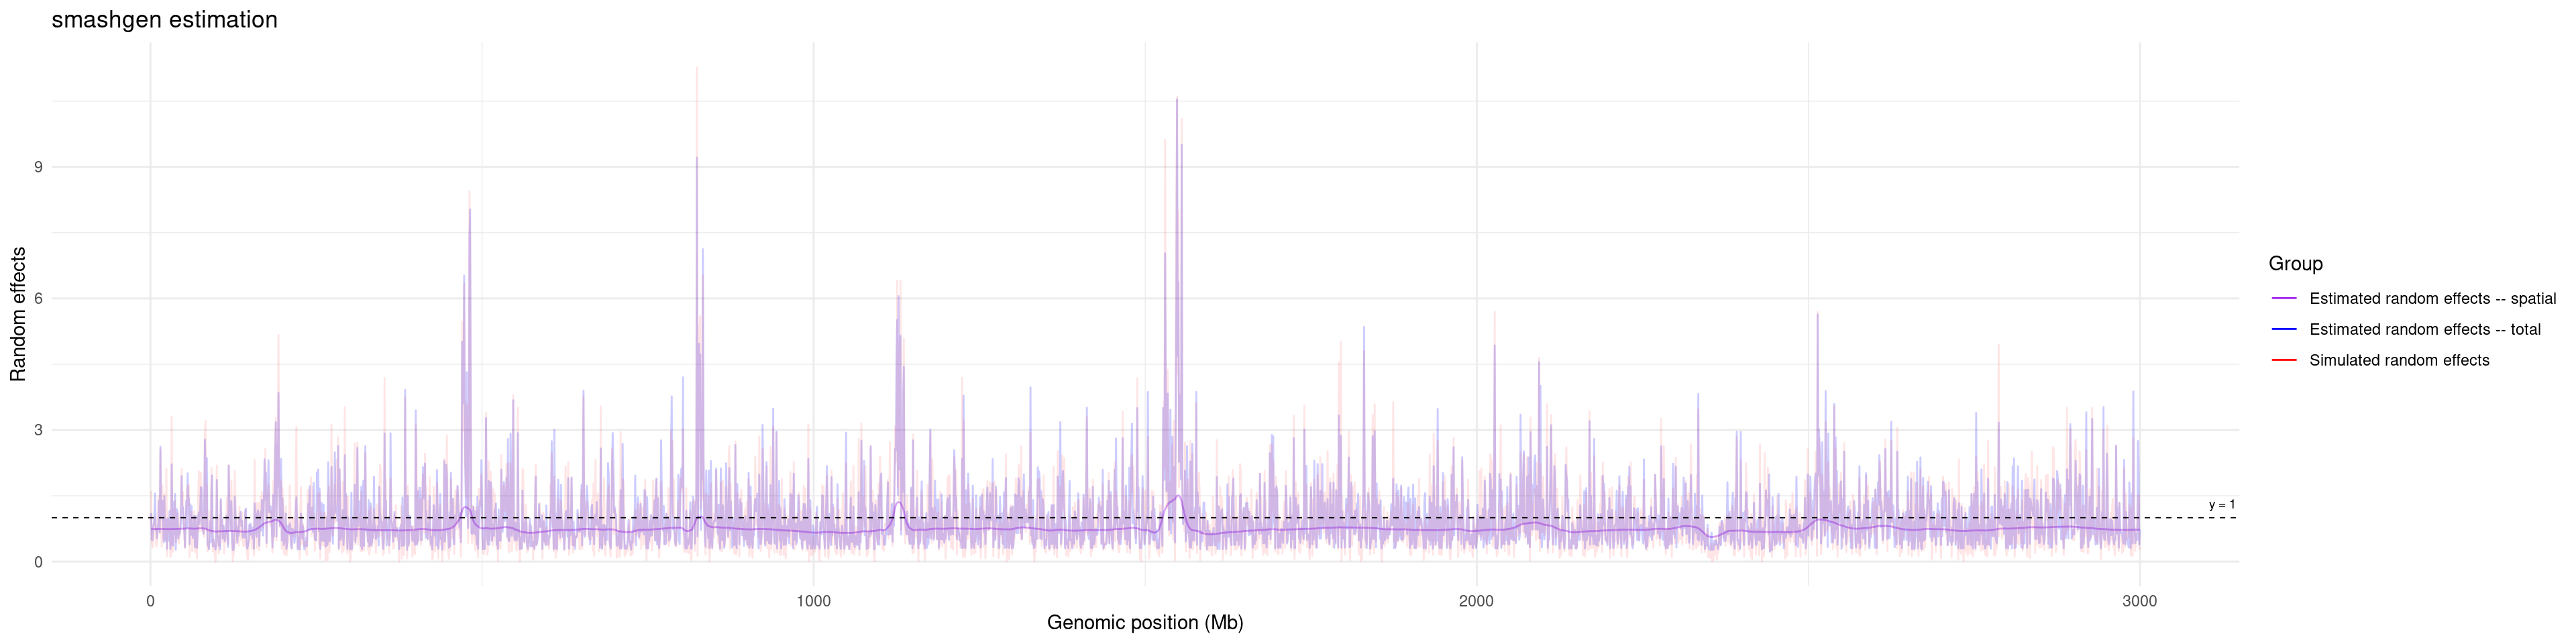 smashgen estimation
Random effects
9
6
3
0
y = 1
0
1000
2000
3000
Genomic position (Mb)
Group
Estimated random effects -- spatial
Estimated random effects -- total
Simulated random effects